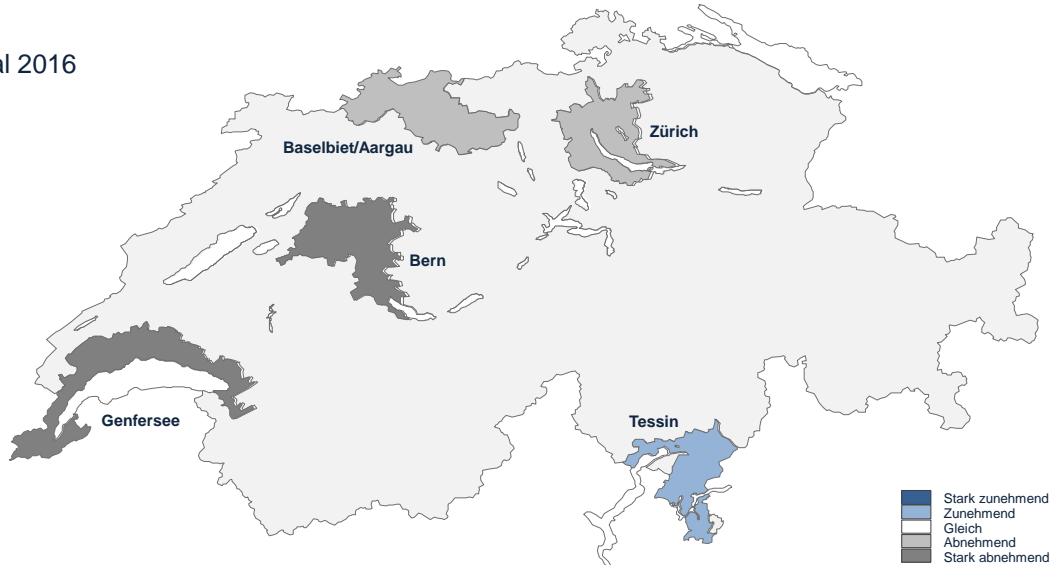 al 2016
Zürich
Baselbiet/Aargau
Bern
Genfersee
Tessin
Stark zunehmend
Zunehmend
Gleich
Abnehmend
Stark abnehmend